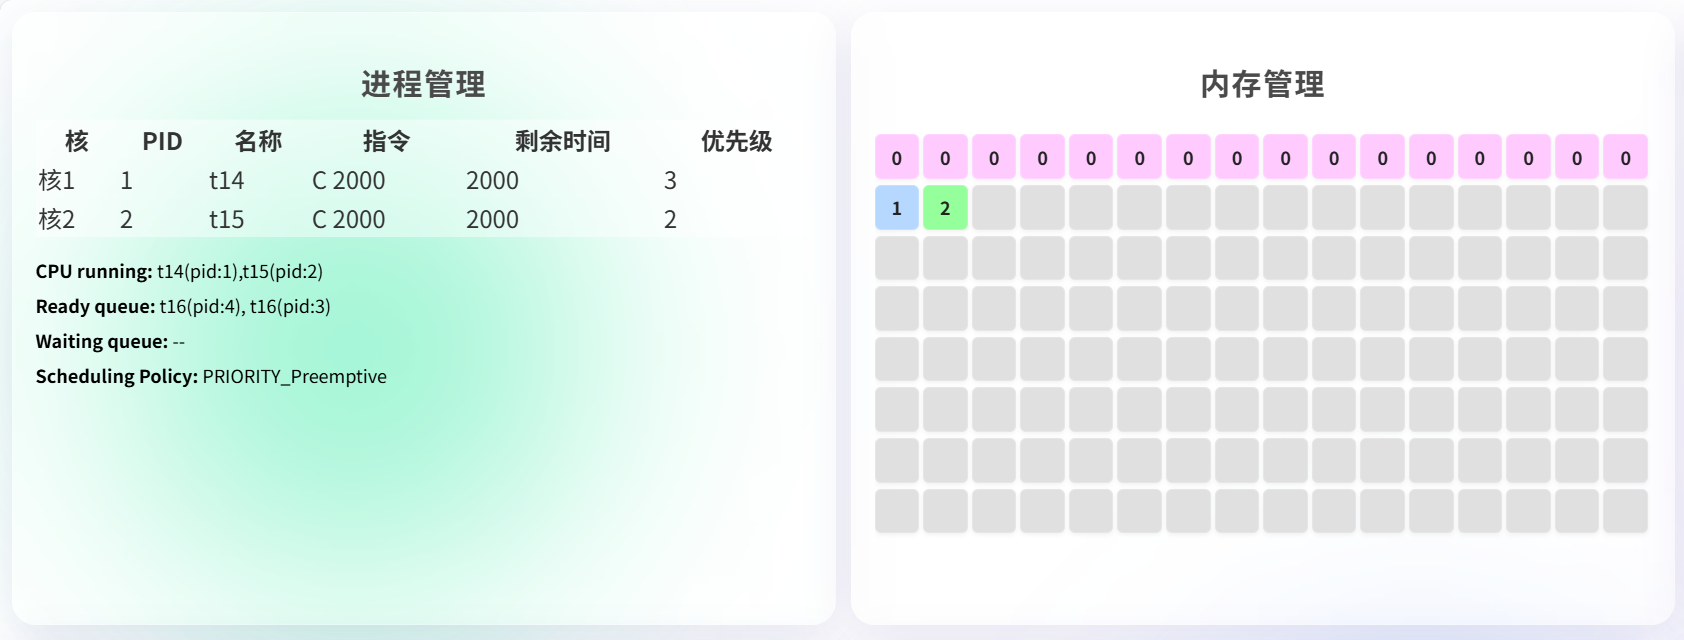 进程管理
核 PID 名称 指令 剩余时间 优先级
核1 1 t14 C 2000 2000 3
核2 2 t15 C 2000 2000 2
CPU running: t14(pid:1),t15(pid:2)
Ready queue: t16(pid:4), t16(pid:3)
Waiting queue: --
Scheduling Policy: PRIORITY_Preemptive
内存管理
0 0 0 0 0 0 0 0 0 0 0 0 0 0 0 0
1 2